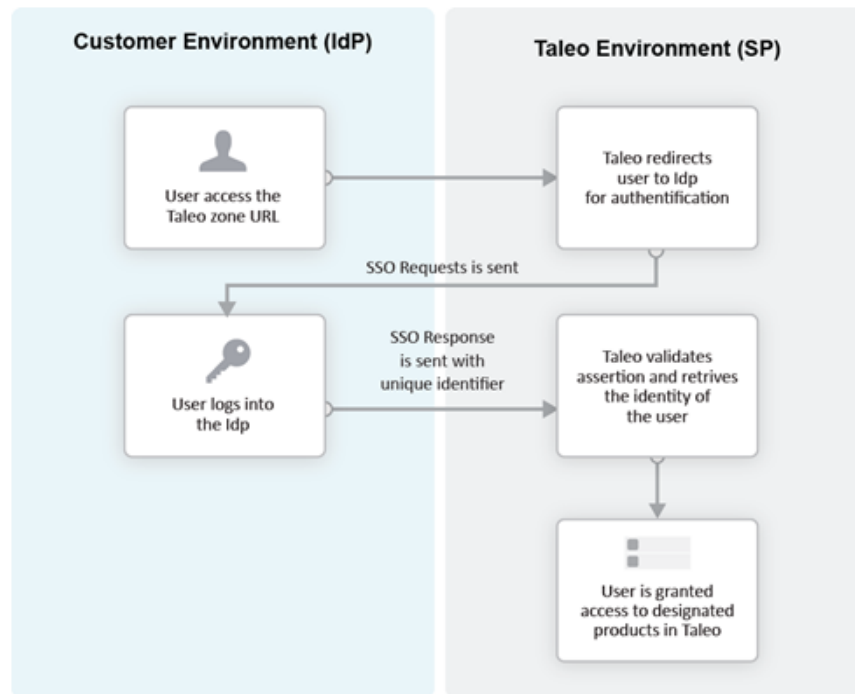 Customer Environment (IdP)
Taleo Environment (SP)
User access the
Taleo zone URL
Taleo redirects
user to Idp
for authentification
SSO Requests is sent
SSO Response
is sent with
unique identifier
User logs into
the Idp
Taleo validates
assertion and retrives
the identity of
the user
User is granted
access to designated
products in Taleo